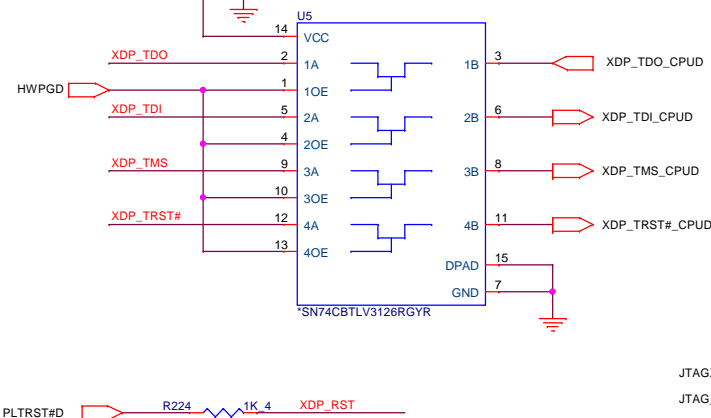 U5
14 VCC
XDP_TDO 2 1A 1B 3 XDP_TDO_CPUD
HWPGD 1 1OE
XDP_TDI 5 2A 2B 6 XDP_TDI_CPUD
4 2OE
XDP_TMS 9 3A 3B 8 XDP_TMS_CPUD
10 3OE
XDP_TRST# 12 4A 4B 11 XDP_TRST#_CPUD
13 4OE
DPAD 15
GND 7
*SN74CBTLV3126RGYR
JTAG
JTAG_
PLTRST#D R224 1K_4 XDP_RST